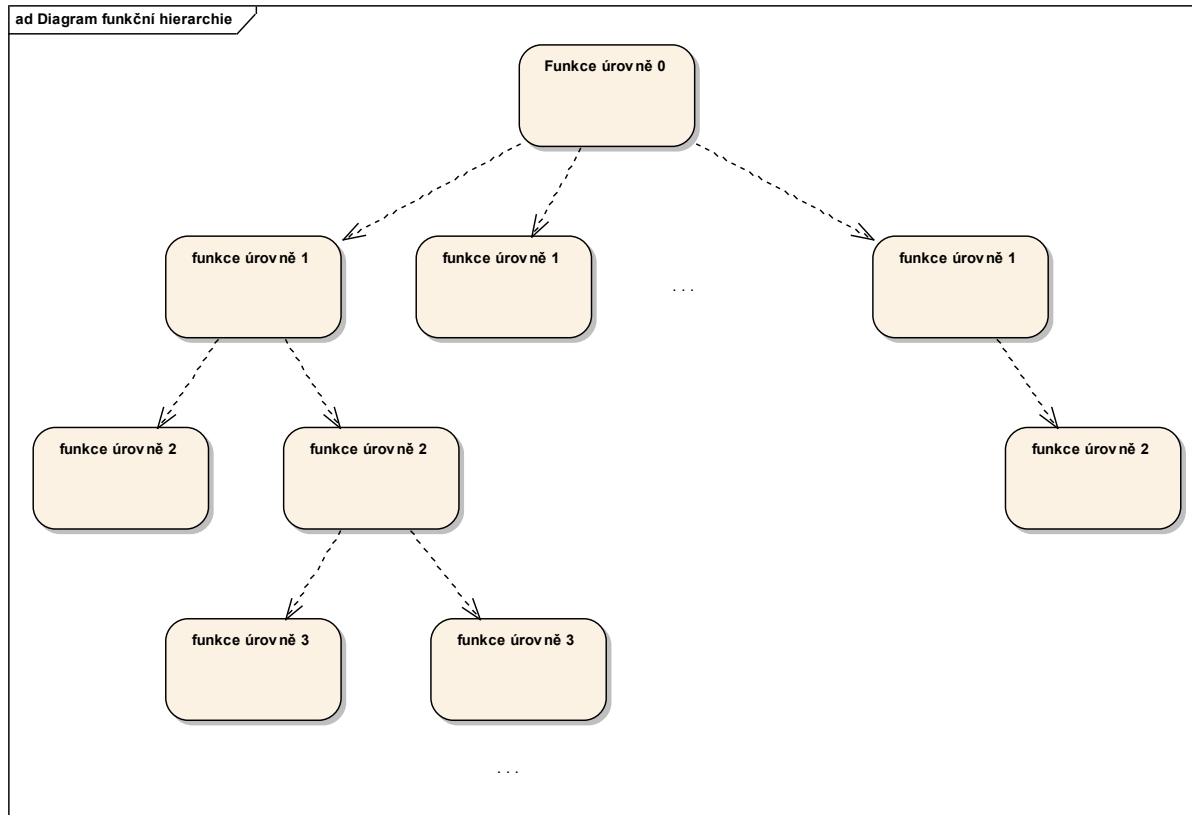 ad Diagram funkční hierarchie
Funkce úrovně 0
funkce úrovně 1
funkce úrovně 1
. . .
funkce úrovně 1
funkce úrovně 2
funkce úrovně 2
funkce úrovně 2
funkce úrovně 3
funkce úrovně 3
. . .